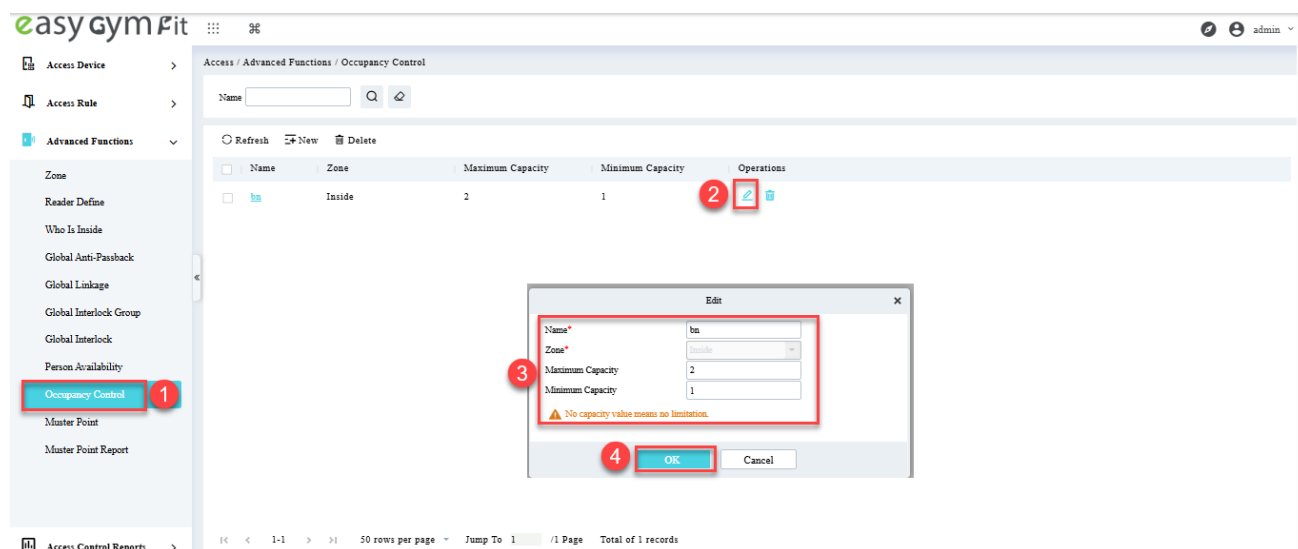 easy Gym Fit
admin
Access Device
Access / Advanced Functions / Occupancy Control
Access Rule
Name
Advanced Functions
Refresh New Delete
Name Zone Maximum Capacity Minimum Capacity Operations
bn Inside 2 1
2
Zone
Reader Define
Who Is Inside
Global Anti-Passback
Global Linkage
Global Interlock Group
Global Interlock
Person Availability
Occupancy Control
1
Muster Point
Muster Point Report
Access Control Reports
Edit
Name* bn
Zone* Inside
3
Maximum Capacity 2
Minimum Capacity 1
No capacity value means no limitation.
4
OK Cancel
1-1 50 rows per page Jump To 1 /1 Page Total of 1 records